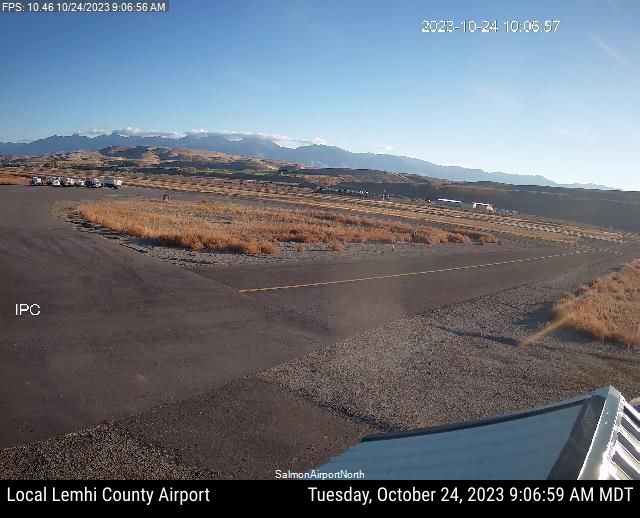 FPS: 10.46 10/24/2023 9:06:56 AM
2023-10-24 10:06:57
IPC
SalmonAirportNorth
Local Lemhi County Airport Tuesday, October 24, 2023 9:06:59 AM MDT